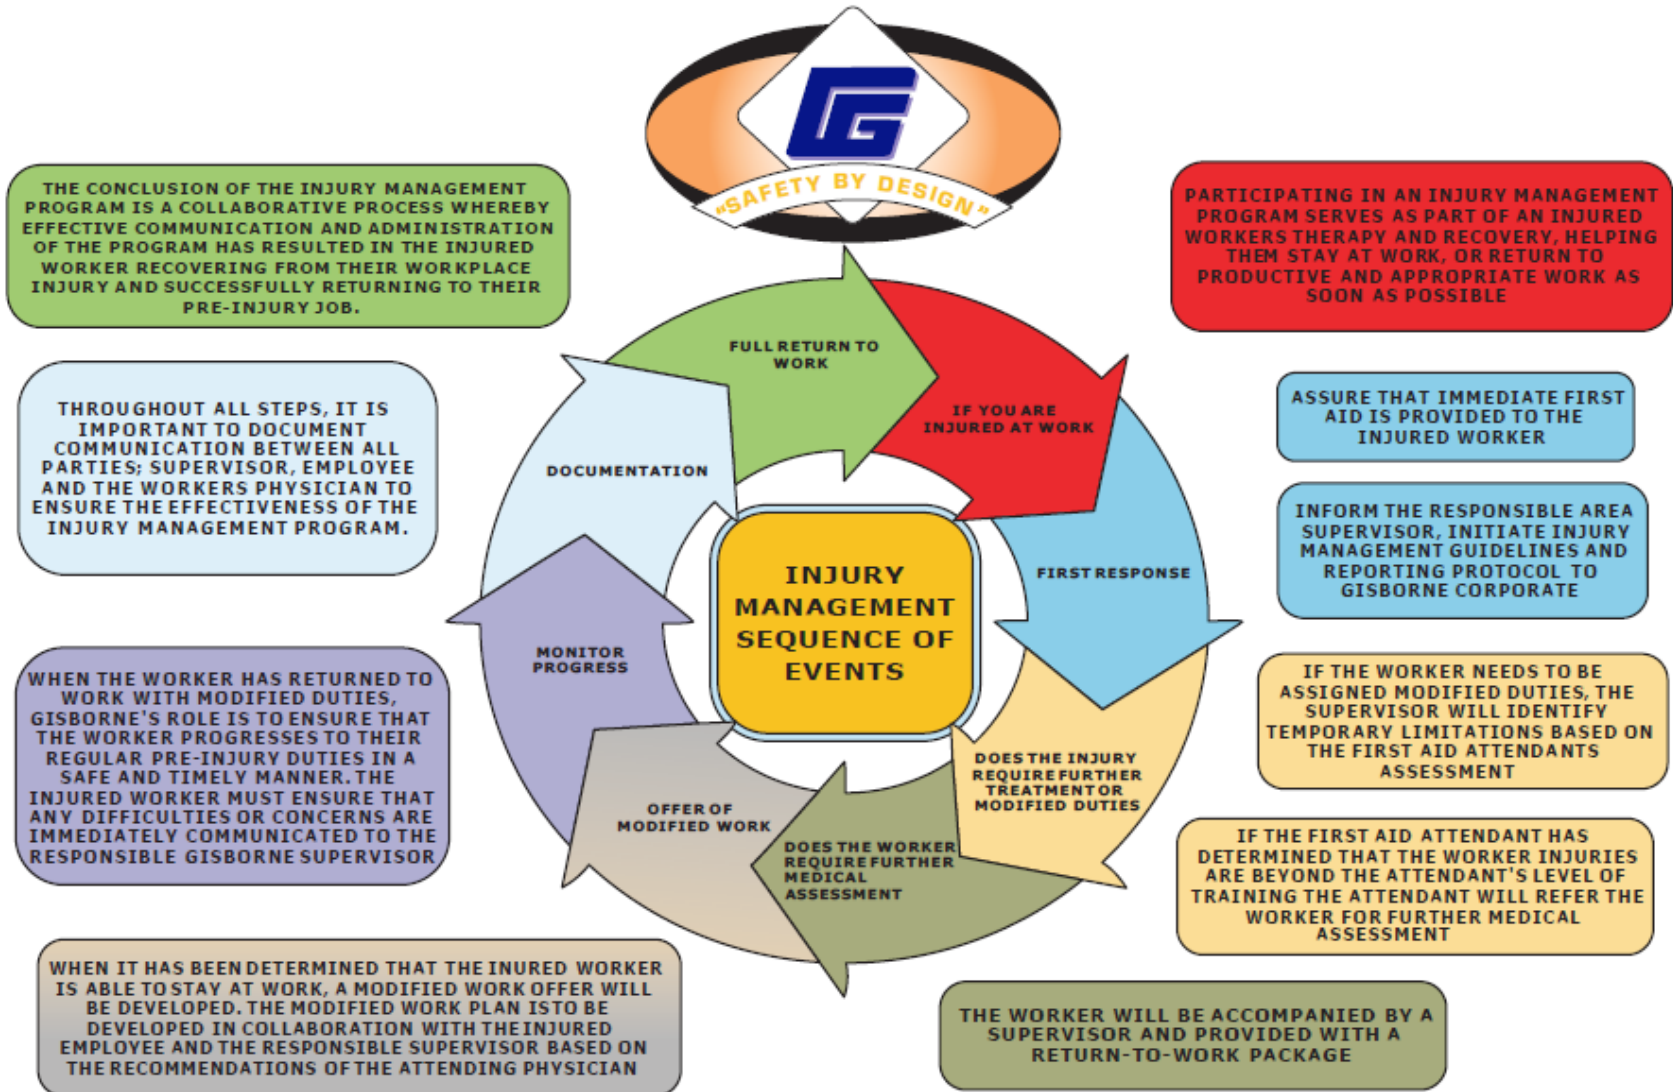 CG
"SAFETY BY DESIGN"
THE CONCLUSION OF THE INJURY MANAGEMENT
PROGRAM IS A COLLABORATIVE PROCESS WHEREBY
EFFECTIVE COMMUNICATION AND ADMINISTRATION
OF THE PROGRAM HAS RESULTED IN THE INJURED
WORKER RECOVERING FROM THEIR WORKPLACE
INJURY AND SUCCESSFULLY RETURNING TO THEIR
PRE-INJURY JOB.
PARTICIPATING IN AN INJURY MANAGEMENT
PROGRAM SERVES AS PART OF AN INJURED
WORKERS THERAPY AND RECOVERY, HELPING
THEM STAY AT WORK, OR RETURN TO
PRODUCTIVE AND APPROPRIATE WORK AS
SOON AS POSSIBLE
FULL RETURN TO
WORK
IF YOU ARE
INJURED AT WORK
THROUGHOUT ALL STEPS, IT IS
IMPORTANT TO DOCUMENT
COMMUNICATION BETWEEN ALL
PARTIES; SUPERVISOR, EMPLOYEE
AND THE WORKERS PHYSICIAN TO
ENSURE THE EFFECTIVENESS OF THE
INJURY MANAGEMENT PROGRAM.
DOCUMENTATION
ASSURE THAT IMMEDIATE FIRST
AID IS PROVIDED TO THE
INJURED WORKER
INFORM THE RESPONSIBLE AREA
SUPERVISOR, INITIATE INJURY
MANAGEMENT GUIDELINES AND
REPORTING PROTOCOL TO
GISBORNE CORPORATE
FIRST RESPONSE
INJURY
MANAGEMENT
SEQUENCE OF
EVENTS
MONITOR
PROGRESS
WHEN THE WORKER HAS RETURNED TO
WORK WITH MODIFIED DUTIES,
GISBORNE'S ROLE IS TO ENSURE THAT
THE WORKER PROGRESSES TO THEIR
REGULAR PRE-INJURY DUTIES IN A
SAFE AND TIMELY MANNER. THE
INJURED WORKER MUST ENSURE THAT
ANY DIFFICULTIES OR CONCERNS ARE
IMMEDIATELY COMMUNICATED TO THE
RESPONSIBLE GISBORNE SUPERVISOR
IF THE WORKER NEEDS TO BE
ASSIGNED MODIFIED DUTIES, THE
SUPERVISOR WILL IDENTIFY
TEMPORARY LIMITATIONS BASED ON
THE FIRST AID ATTENDANTS
ASSESSMENT
DOES THE INJURY
REQUIRE FURTHER
TREATMENT OR
MODIFIED DUTIES
OFFER OF
MODIFIED WORK
DOES THE WORKER
REQUIRE FURTHER
MEDICAL
ASSESSMENT
IF THE FIRST AID ATTENDANT HAS
DETERMINED THAT THE WORKER INJURIES
ARE BEYOND THE ATTENDANT'S LEVEL OF
TRAINING THE ATTENDANT WILL REFER THE
WORKER FOR FURTHER MEDICAL
ASSESSMENT
WHEN IT HAS BEEN DETERMINED THAT THE INURED WORKER
IS ABLE TO STAY AT WORK, A MODIFIED WORK OFFER WILL
BE DEVELOPED. THE MODIFIED WORK PLAN ISTO BE
DEVELOPED IN COLLABORATION WITH THE INJURED
EMPLOYEE AND THE RESPONSIBLE SUPERVISOR BASED ON
THE RECOMMENDATIONS OF THE ATTENDING PHYSICIAN
THE WORKER WILL BE ACCOMPANIED BY A
SUPERVISOR AND PROVIDED WITH A
RETURN-TO-WORK PACKAGE